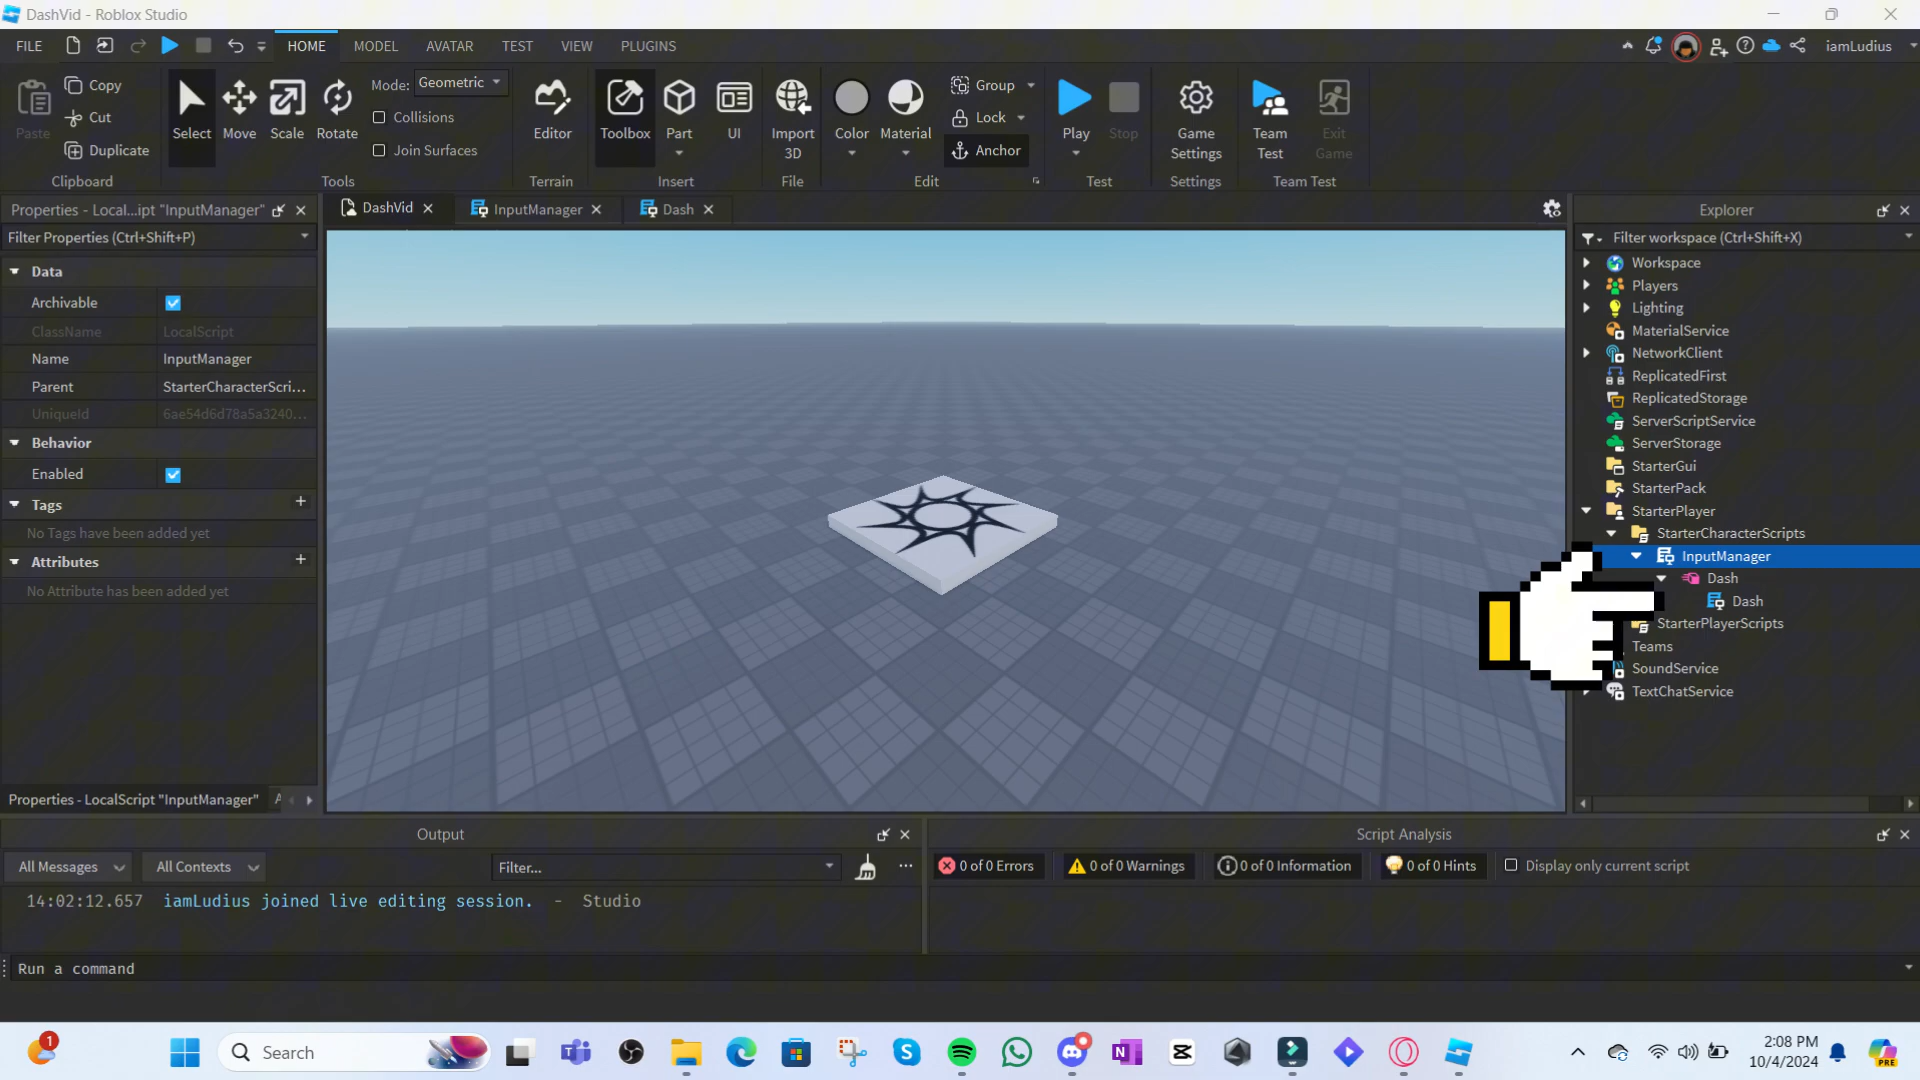 DashVid - Roblox Studio
FILE HOME MODEL AVATAR TEST VIEW PLUGINS iamLudius
Paste Copy Cut Duplicate
Clipboard
Select Move Scale Rotate
Mode: Geometric
Collisions
Join Surfaces
Tools
Editor
Terrain
Toolbox Part UI
Insert
Import 3D
File
Color Material
Group
Lock
Anchor
Edit
Play Stop
Test
Game Settings
Settings
Team Test
Exit Game
Team Test
Properties - Local...ipt "InputManager"
Filter Properties (Ctrl+Shift+P)
Data
Archivable
ClassName LocalScript
Name InputManager
Parent StarterCharacterScri...
UniqueId 6ae54d6d78a5a3240...
Behavior
Enabled
Tags +
No Tags have been added yet
Attributes +
No Attribute has been added yet
Properties - LocalScript "InputManager"
DashVid InputManager Dash
Explorer
Filter workspace (Ctrl+Shift+X)
Workspace
Players
Lighting
MaterialService
NetworkClient
ReplicatedFirst
ReplicatedStorage
ServerScriptService
ServerStorage
StarterGui
StarterPack
StarterPlayer
StarterCharacterScripts
InputManager
Dash
Dash
StarterPlayerScripts
Teams
SoundService
TextChatService
Output
All Messages All Contexts Filter...
14:02:12.657 iamLudius joined live editing session. - Studio
Script Analysis
0 of 0 Errors 0 of 0 Warnings 0 of 0 Information 0 of 0 Hints Display only current script
Run a command
1
Search
2:08 PM
10/4/2024
PRE